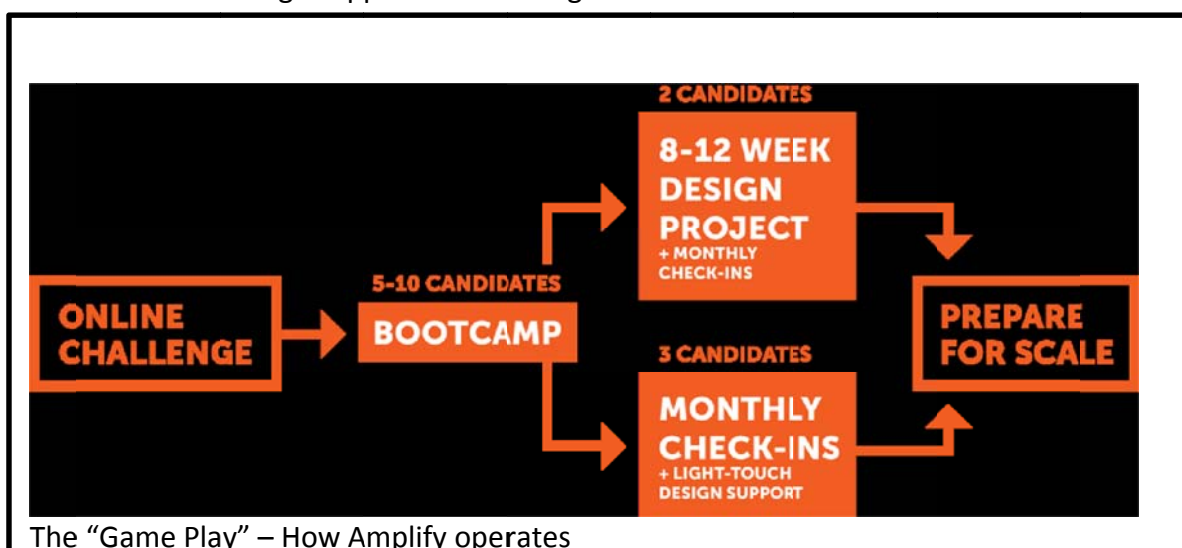 2 CANDIDATES
8-12 WEEK
DESIGN
PROJECT
+ MONTHLY
CHECK-INS
5-10 CANDIDATES
BOOTCAMP
ONLINE
CHALLENGE
3 CANDIDATES
MONTHLY
CHECK-INS
+ LIGHT-TOUCH
DESIGN SUPPORT
PREPARE
FOR SCALE
The “Game Play” – How Amplify operates